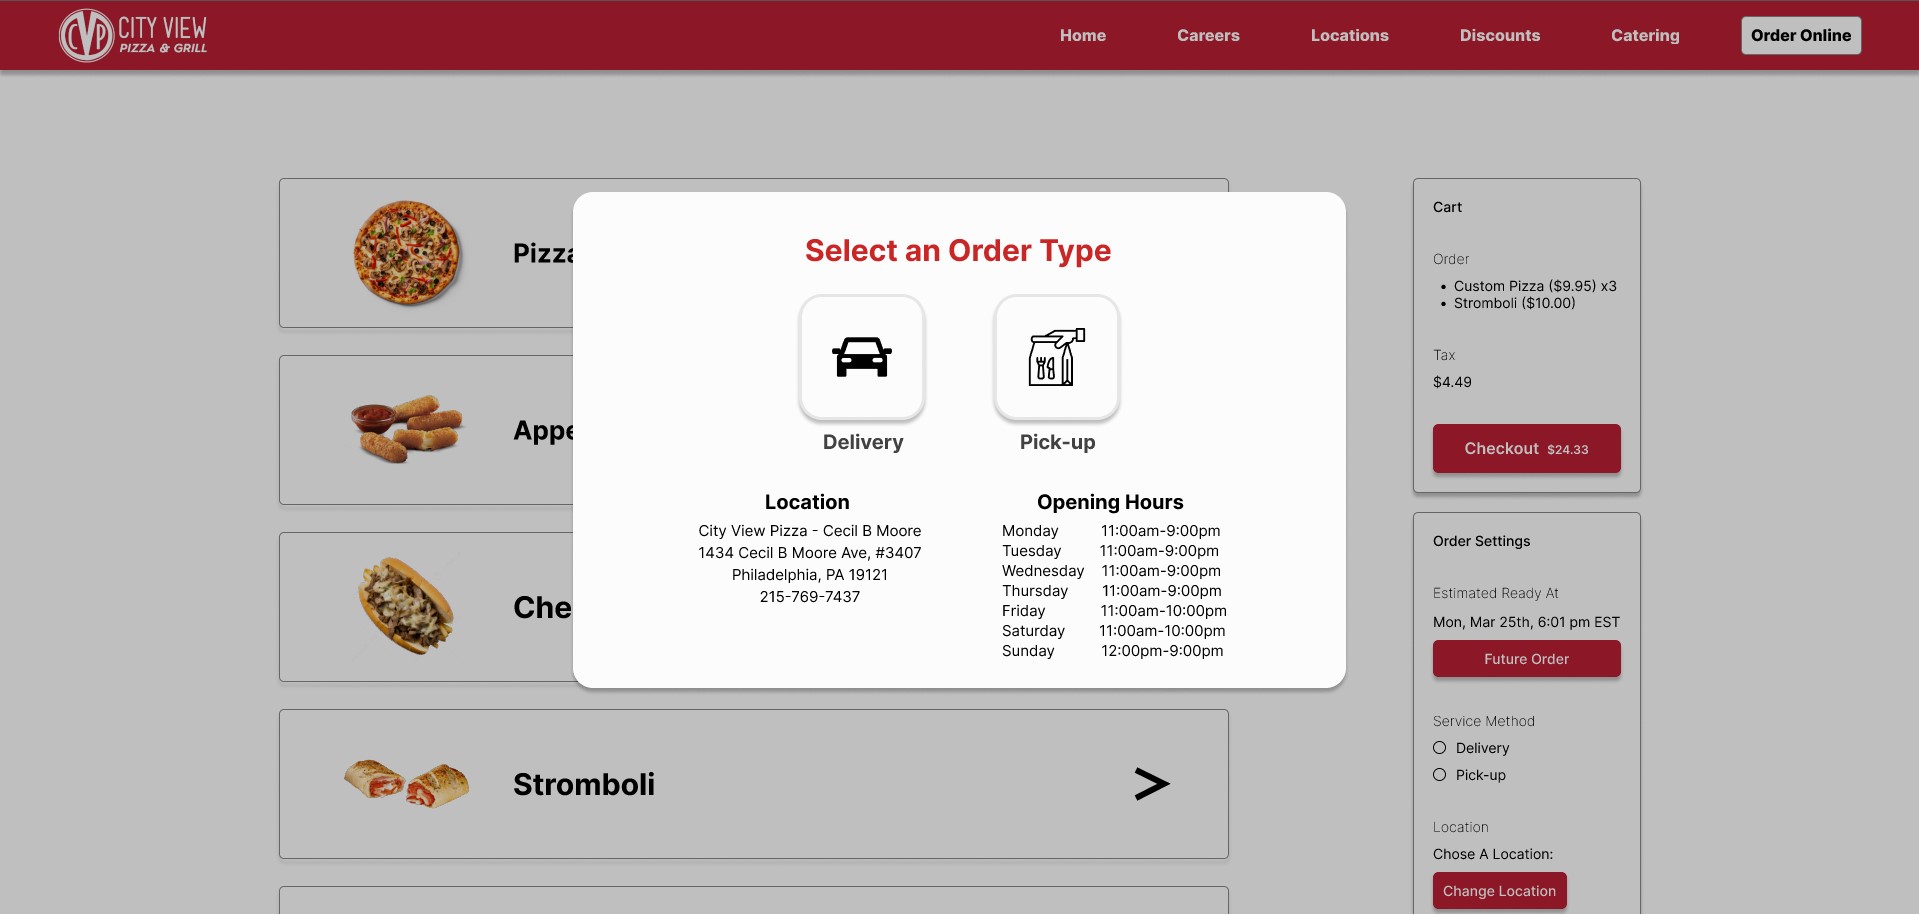 CVP CITY VIEW
PIZZA & GRILL
Home Careers Locations Discounts Catering Order Online
Pizza
Appe
Che
Stromboli
>
Select an Order Type
Delivery Pick-up
Location
City View Pizza - Cecil B Moore
1434 Cecil B Moore Ave, #3407
Philadelphia, PA 19121
215-769-7437
Opening Hours
Monday 11:00am-9:00pm
Tuesday 11:00am-9:00pm
Wednesday 11:00am-9:00pm
Thursday 11:00am-9:00pm
Friday 11:00am-10:00pm
Saturday 11:00am-10:00pm
Sunday 12:00pm-9:00pm
Cart
Order
• Custom Pizza ($9.95) x3
• Stromboli ($10.00)
Tax
$4.49
Checkout $24.33
Order Settings
Estimated Ready At
Mon, Mar 25th, 6:01 pm EST
Future Order
Service Method
Delivery
Pick-up
Location
Chose A Location:
Change Location